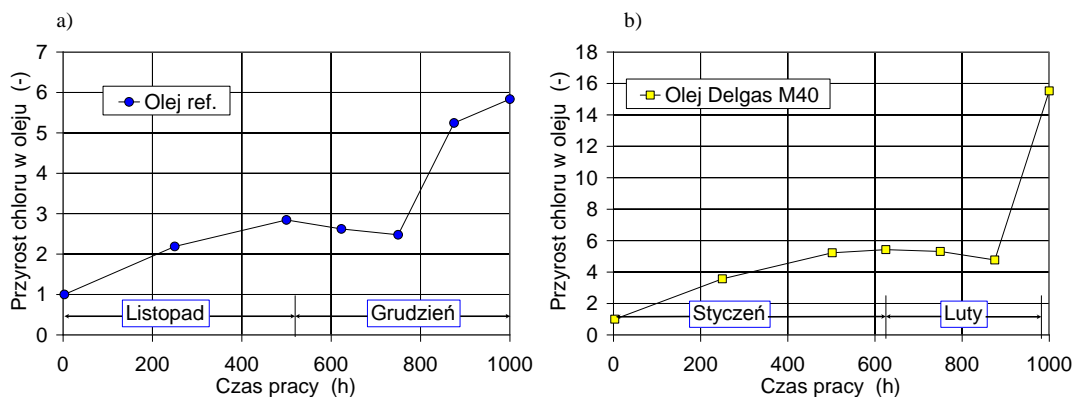 a)
Przyrost chloru w oleju (-)
7
6
5
4
3
2
1
0
Olej ref.
Listopad
Grudzień
0 200 400 600 800 1000
Czas pracy (h)
b)
Przyrost chloru w oleju (-)
18
16
14
12
10
8
6
4
2
0
Olej Delgas M40
Styczeń
Luty
0 200 400 600 800 1000
Czas pracy (h)